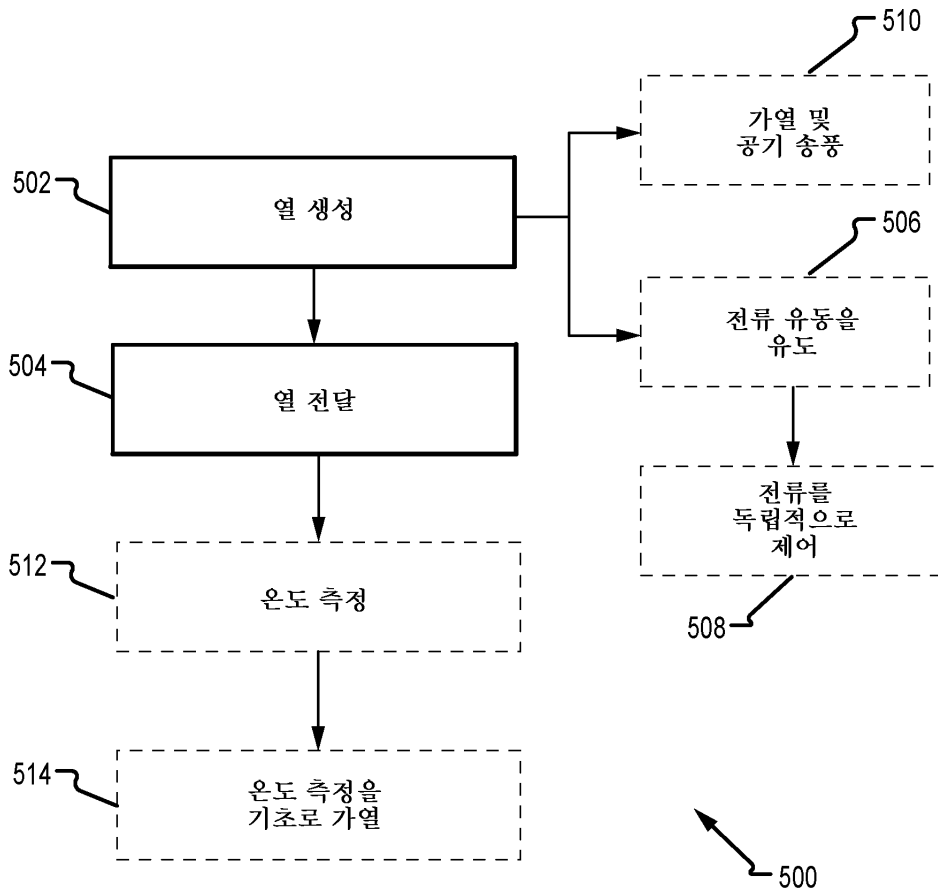 510
가열 및
공기 송풍
502
열 생성
506
전류 유동을
유도
504
열 전달
전류를
독립적으로
제어
508
512
온도 측정
514
온도 측정을
기초로 가열
500